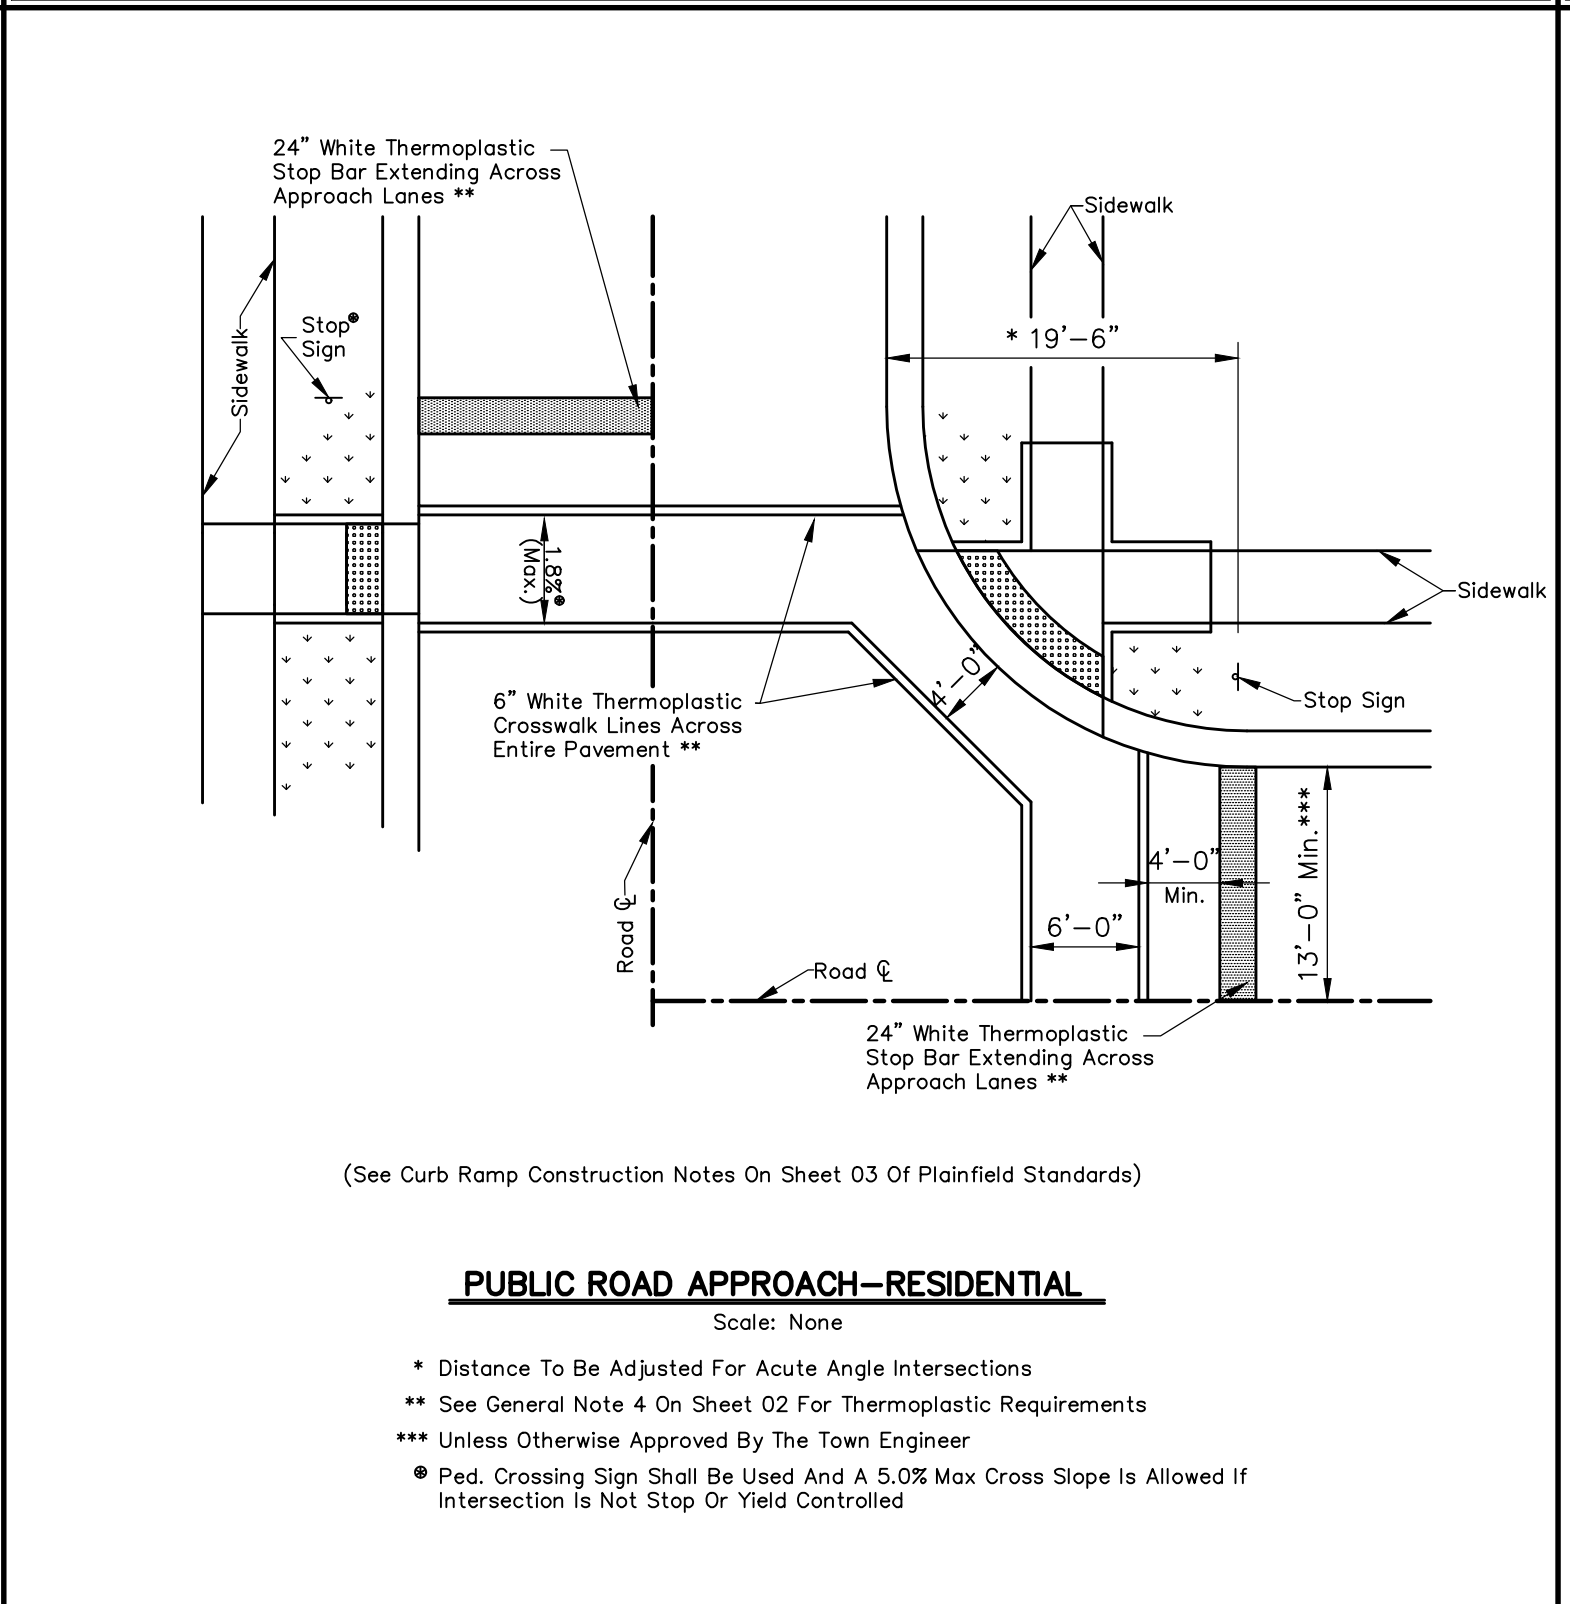 24” White Thermoplastic
Stop Bar Extending Across
Approach Lanes **
Sidewalk
Sidewalk
Stop⊛
Sign
* 19’-6”
1.8%⊛
(Max.)
Sidewalk
4’-0”
6” White Thermoplastic
Crosswalk Lines Across
Entire Pavement **
Stop Sign
4’-0”
Min.
13’-0” Min.***
6’-0”
Road ℄
Road ℄
24” White Thermoplastic
Stop Bar Extending Across
Approach Lanes **
(See Curb Ramp Construction Notes On Sheet 03 Of Plainfield Standards)
PUBLIC ROAD APPROACH-RESIDENTIAL
Scale: None
* Distance To Be Adjusted For Acute Angle Intersections
** See General Note 4 On Sheet 02 For Thermoplastic Requirements
*** Unless Otherwise Approved By The Town Engineer
⊛ Ped. Crossing Sign Shall Be Used And A 5.0% Max Cross Slope Is Allowed If
Intersection Is Not Stop Or Yield Controlled